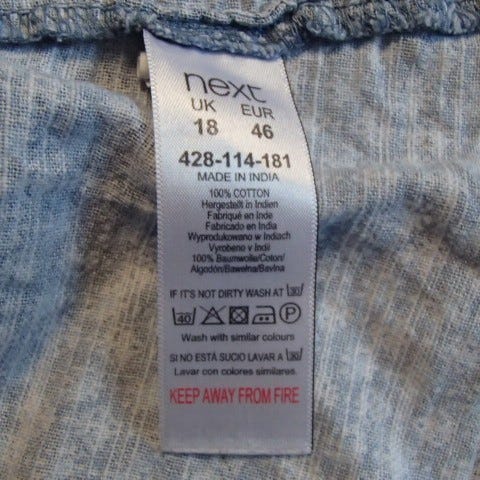 next
UK EUR
18 46
428-114-181
MADE IN INDIA
100% COTTON
Hergestellt in Indien
Fabriqué en Inde
Fabricado en India
Wyprodukowano w Indiach
Vyrobeno v Indii
100% Baumwolle/Coton/
Algodón/Bawełna/Bavlna
IF IT'S NOT DIRTY WASH AT 30
40 P
Wash with similar colours
SI NO ESTÁ SUCIO LAVAR A 30
Lavar con colores similares.
KEEP AWAY FROM FIRE